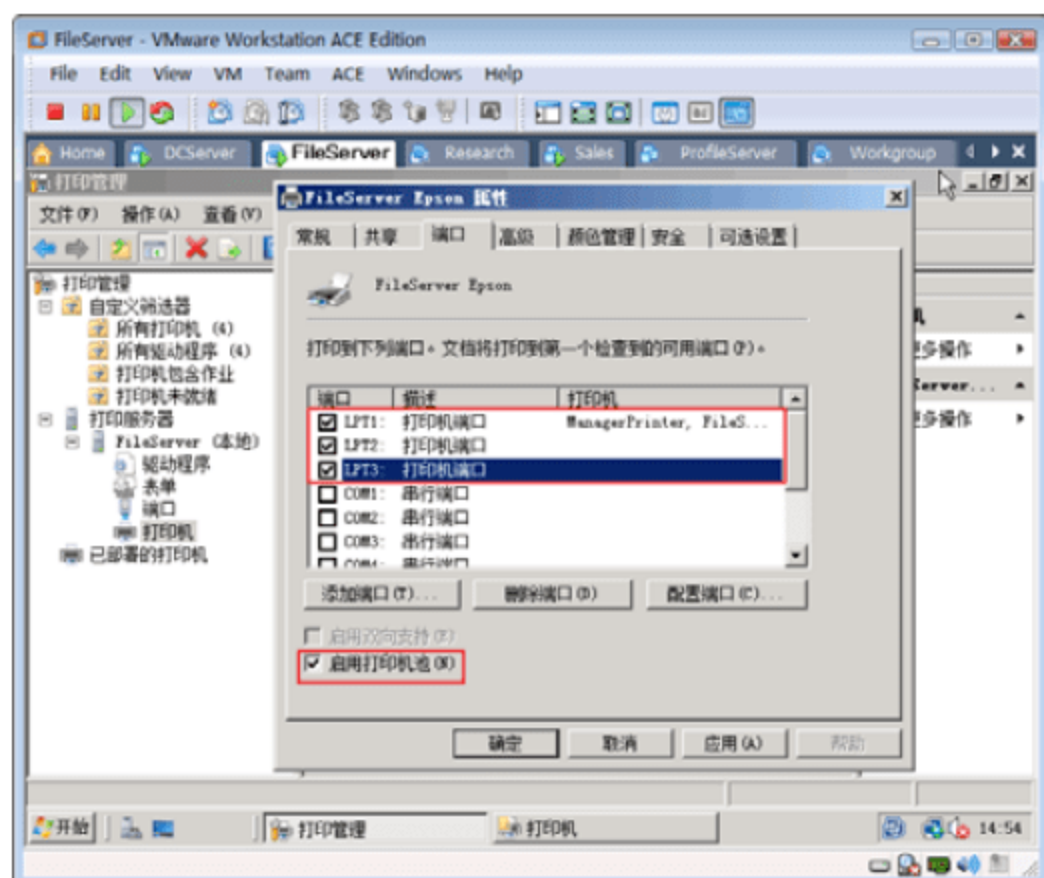 FileServer - VMware Workstation ACE Edition
File Edit View VM Team ACE Windows Help
Home DCServer FileServer Research Sales ProfileServer Workgroup
打印管理
文件(F) 操作(A) 查看(V)
FileServer Epson 属性
常规 共享 端口 高级 颜色管理 安全 可选设置
FileServer Epson
打印到下列端口。文档将打印到第一个检查到的可用端口(P)。
端口 描述 打印机
LPT1: 打印机端口 ManagerPrinter, FileS...
LPT2: 打印机端口
LPT3: 打印机端口
COM1: 串行端口
COM2: 串行端口
COM3: 串行端口
COM4: 串行端口
添加端口(T)... 删除端口(D) 配置端口(C)...
启用双向支持(E)
启用打印机池(N)
确定 取消 应用(A) 帮助
打印管理
自定义筛选器
所有打印机 (4)
所有驱动程序 (4)
打印机包含作业
打印机未就绪
打印服务器
FileServer (本地)
驱动程序
表单
端口
打印机
已部署的打印机
机
更多操作
Server...
更多操作
开始 打印管理 打印机 14:54